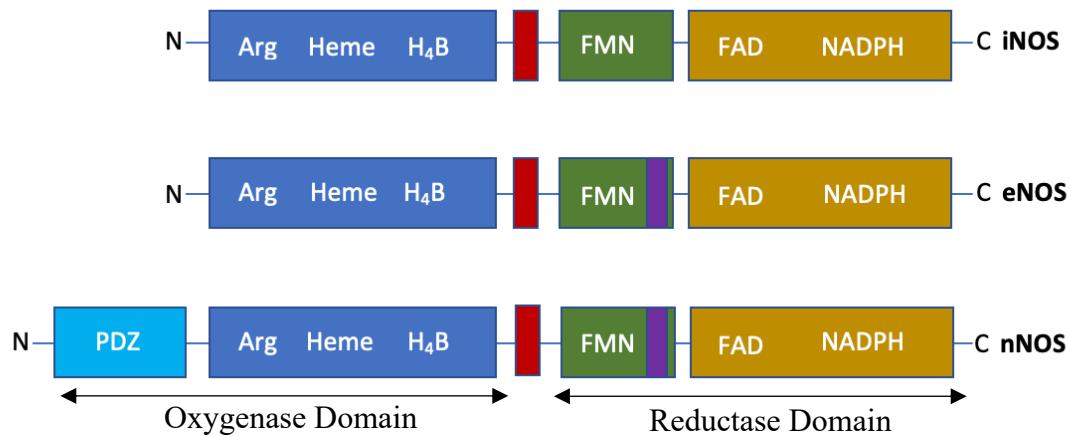 N Arg Heme H₄B FMN FAD NADPH C iNOS
N Arg Heme H₄B FMN FAD NADPH C eNOS
N PDZ Arg Heme H₄B FMN FAD NADPH C nNOS
Oxygenase Domain Reductase Domain